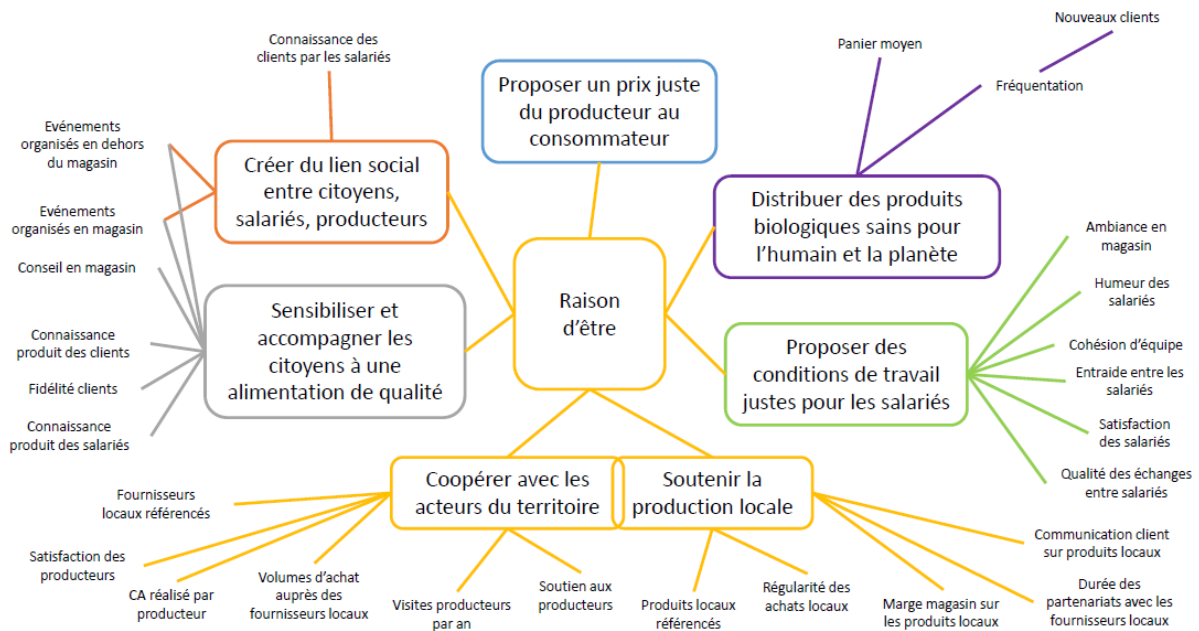 Nouveaux clients
Connaissance des
clients par les salariés
Panier moyen
Fréquentation
Proposer un prix juste
du producteur au
consommateur
Evénements
organisés en dehors
du magasin
Créer du lien social
entre citoyens,
salariés, producteurs
Distribuer des produits
biologiques sains pour
l'humain et la planète
Evénements
organisés en magasin
Conseil en magasin
Ambiance en
magasin
Sensibiliser et
accompagner les
citoyens à une
alimentation de qualité
Raison
d'être
Humeur des
salariés
Connaissance
produit des clients
Proposer des
conditions de travail
justes pour les salariés
Cohésion d'équipe
Entraide entre les
salariés
Fidélité clients
Connaissance
produit des salariés
Satisfaction
des salariés
Qualité des échanges
entre salariés
Coopérer avec les
acteurs du territoire
Soutenir la
production locale
Fournisseurs
locaux référencés
Communication client
sur produits locaux
Satisfaction des
producteurs
CA réalisé par
producteur
Volumes d'achat
auprès des
fournisseurs locaux
Visites producteurs
par an
Soutien aux
producteurs
Produits locaux
référencés
Régularité des
achats locaux
Marge magasin sur
les produits locaux
Durée des
partenariats avec les
fournisseurs locaux